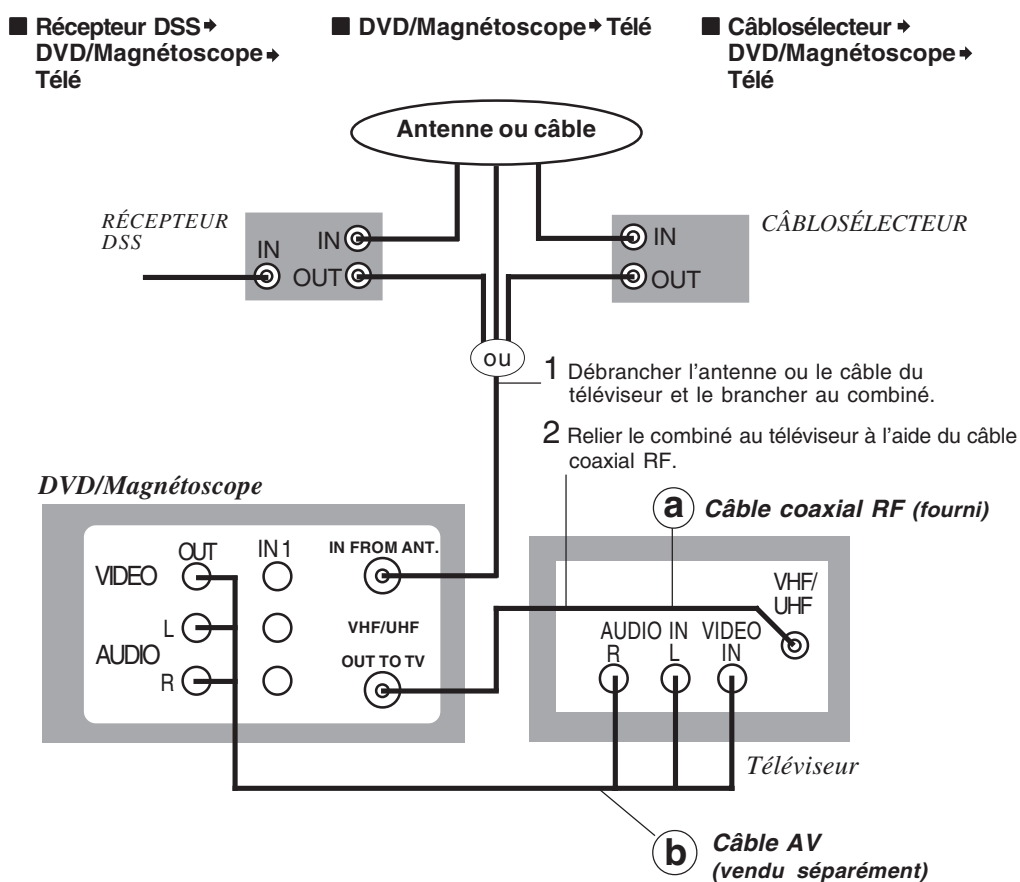 ■ Récepteur DSS➧
DVD/Magnétoscope➧
Télé
■ DVD/Magnétoscope➧Télé
■ Câblosélecteur➧
DVD/Magnétoscope➧
Télé
Antenne ou câble
RÉCEPTEUR
DSS
IN
IN
OUT
IN
OUT
CÂBLOSÉLECTEUR
ou
1 Débrancher l'antenne ou le câble du
téléviseur et le brancher au combiné.
2 Relier le combiné au téléviseur à l'aide du câble
coaxial RF.
DVD/Magnétoscope
a Câble coaxial RF (fourni)
OUT
IN 1
IN FROM ANT.
VIDEO
L
AUDIO
R
VHF/UHF
OUT TO TV
VHF/
UHF
AUDIO IN
R L
VIDEO
IN
Téléviseur
b Câble AV
(vendu séparément)